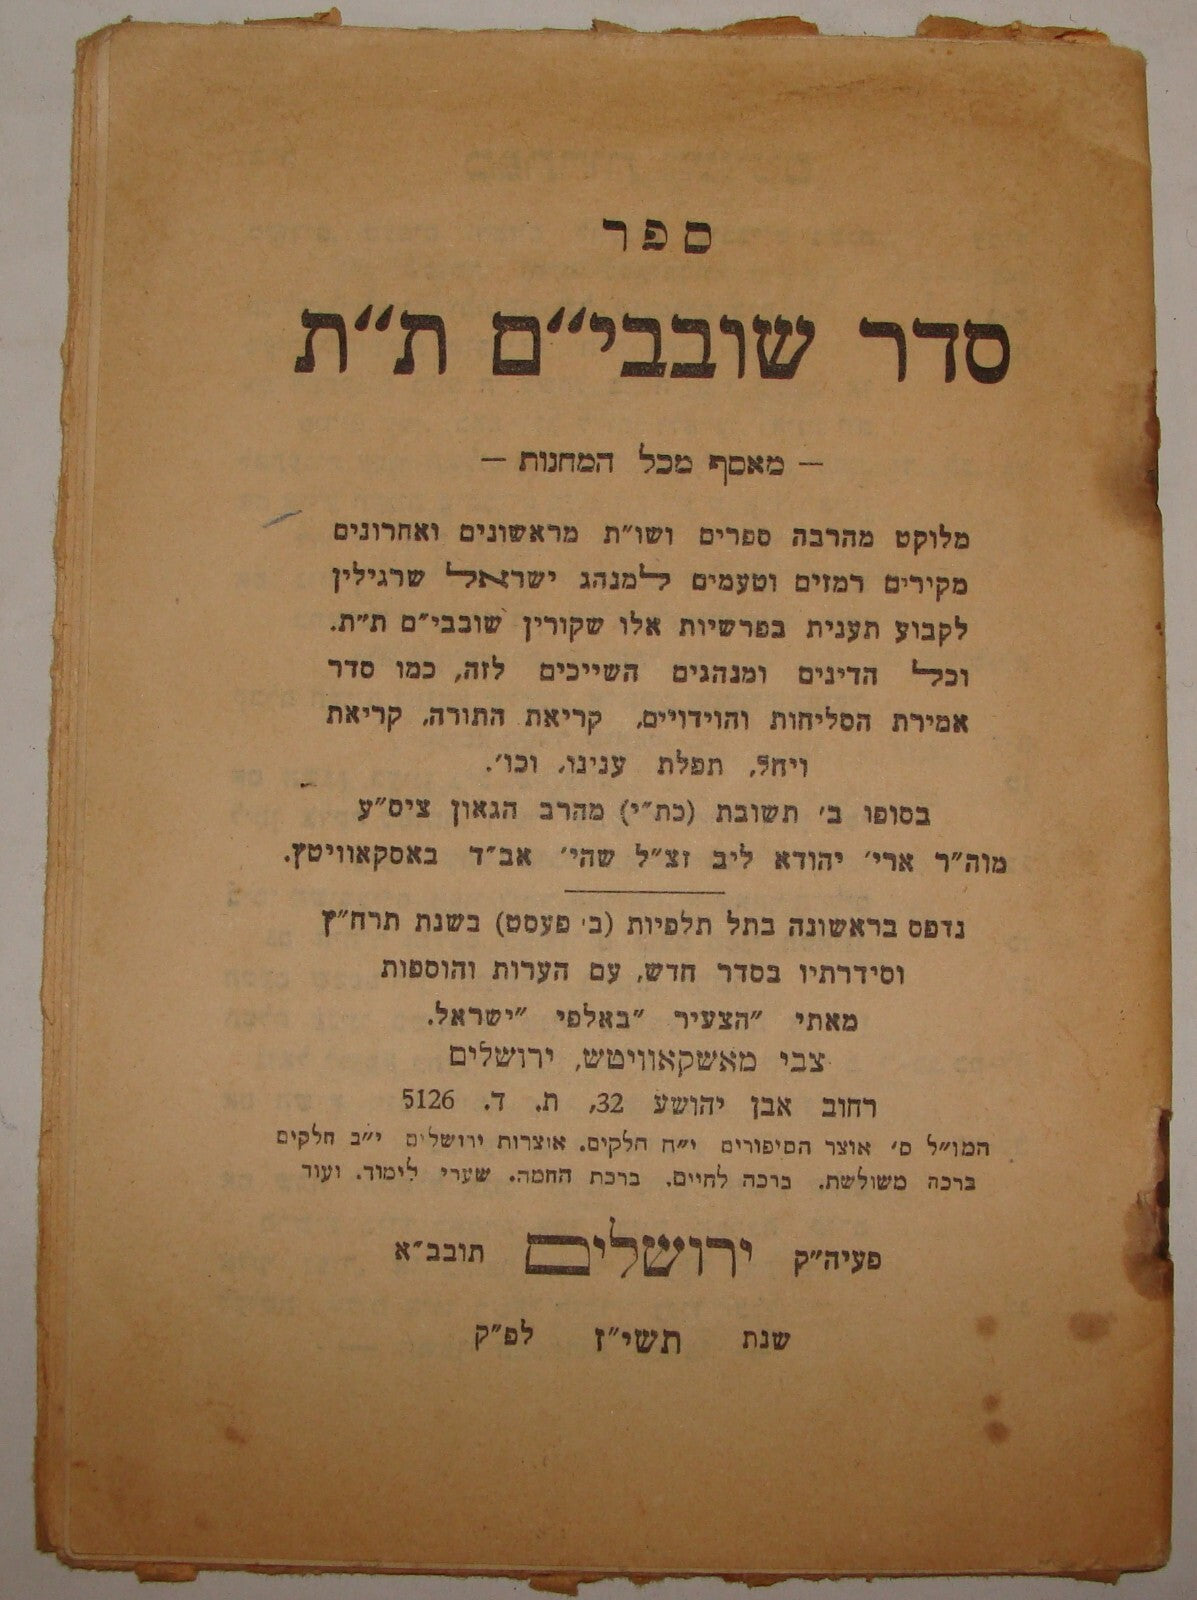 ספר
סדר שובבי״ם ת״ת
— מאסף מכל המחנות —
מלוקט מהרבה ספרים ושו״ת מראשונים ואחרונים
מקירים רמזים וטעמים למנהג ישראל שרגילין
לקבוע תענית בפרשיות אלו שקורין שובבי״ם ת״ת.
וכל הדינים ומנהגים השייכים לזה, כמו סדר
אמירת הסליחות והוידויים, קריאת התורה, קריאת
ויחל, תפלת ענינו, וכו׳.
בסופו ב׳ תשובת (כת״י) מהרב הגאון ציס״ע
מוה״ר ארי׳ יהודא ליב זצ״ל שהי׳ אב״ד באסקאוויטץ.
נדפס בראשונה בתל תלפיות (ב׳ פעסט) בשנת תרח״ץ
וסידרתיו בסדר חדש, עם הערות והוספות
מאתי ״הצעיר ״באלפי ״ישראל.
צבי מאשקאוויטש, ירושלים
רחוב אבן יהושע 32, ת. ד. 5126
המו״ל ס׳ אוצר הסיפורים י״ח חלקים. אוצרות ירושלים י״ב חלקים
ברכה משולשת. ברכה לחיים. ברכת החמה. שערי לימוד. ועוד
פעיה״ק ירושלים תובב״א
שנת תשי״ז לפ״ק